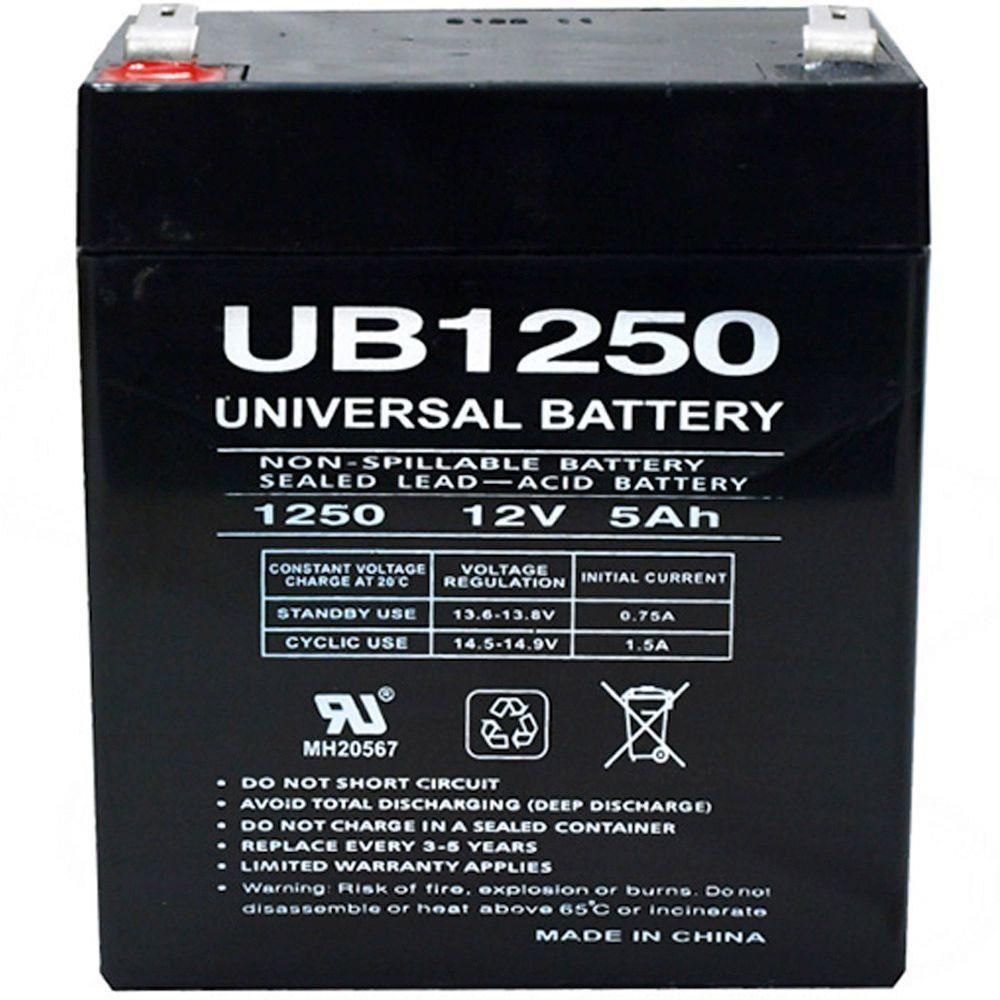 UB1250
UNIVERSAL BATTERY
NON-SPILLABLE BATTERY
SEALED LEAD—ACID BATTERY
1250 12V 5Ah
CONSTANT VOLTAGE CHARGE AT 20°C VOLTAGE REGULATION INITIAL CURRENT
STANDBY USE 13.6-13.8V 0.75A
CYCLIC USE 14.5-14.9V 1.5A
MH20567
• DO NOT SHORT CIRCUIT
• AVOID TOTAL DISCHARGING (DEEP DISCHARGE)
• DO NOT CHARGE IN A SEALED CONTAINER
• REPLACE EVERY 3-5 YEARS
• LIMITED WARRANTY APPLIES
• Warning: Risk of fire, explosion or burns. Do not
disassemble or heat above 65°C or incinerate
MADE IN CHINA